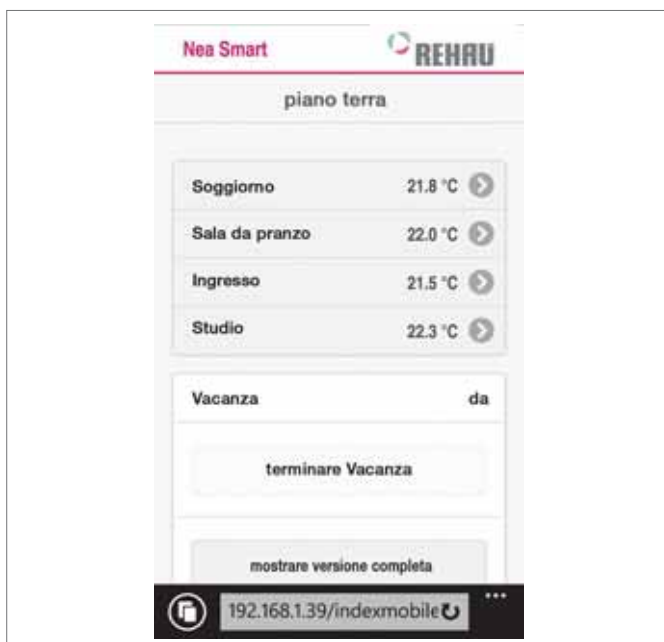 Nea Smart REHAU
piano terra
Soggiorno 21.8 °C
Sala da pranzo 22.0 °C
Ingresso 21.5 °C
Studio 22.3 °C
Vacanza da
terminare Vacanza
mostrare versione completa
192.168.1.39/indexmobile